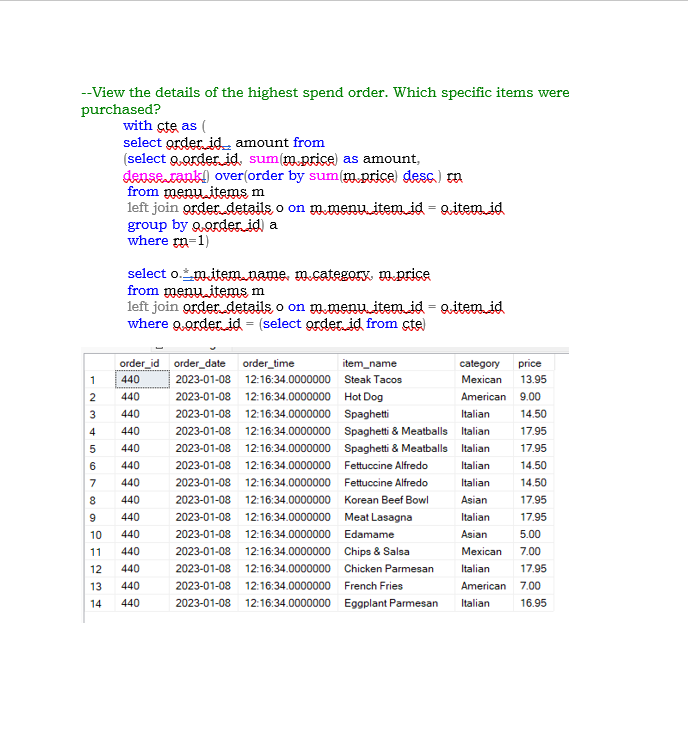 --View the details of the highest spend order. Which specific items were
purchased?
with cte as (
select order_id , amount from
(select o.order_id, sum(m.price) as amount,
dense_rank() over(order by sum(m.price) desc ) rn
from menu_items m
left join order_details o on m.menu_item_id = o.item_id
group by o.order_id) a
where rn=1)
select o.*,m.item_name, m.category, m.price
from menu_items m
left join order_details o on m.menu_item_id = o.item_id
where o.order_id = (select order_id from cte)
order_id order_date order_time item_name category price
1 440 2023-01-08 12:16:34.0000000 Steak Tacos Mexican 13.95
2 440 2023-01-08 12:16:34.0000000 Hot Dog American 9.00
3 440 2023-01-08 12:16:34.0000000 Spaghetti Italian 14.50
4 440 2023-01-08 12:16:34.0000000 Spaghetti & Meatballs Italian 17.95
5 440 2023-01-08 12:16:34.0000000 Spaghetti & Meatballs Italian 17.95
6 440 2023-01-08 12:16:34.0000000 Fettuccine Alfredo Italian 14.50
7 440 2023-01-08 12:16:34.0000000 Fettuccine Alfredo Italian 14.50
8 440 2023-01-08 12:16:34.0000000 Korean Beef Bowl Asian 17.95
9 440 2023-01-08 12:16:34.0000000 Meat Lasagna Italian 17.95
10 440 2023-01-08 12:16:34.0000000 Edamame Asian 5.00
11 440 2023-01-08 12:16:34.0000000 Chips & Salsa Mexican 7.00
12 440 2023-01-08 12:16:34.0000000 Chicken Parmesan Italian 17.95
13 440 2023-01-08 12:16:34.0000000 French Fries American 7.00
14 440 2023-01-08 12:16:34.0000000 Eggplant Parmesan Italian 16.95